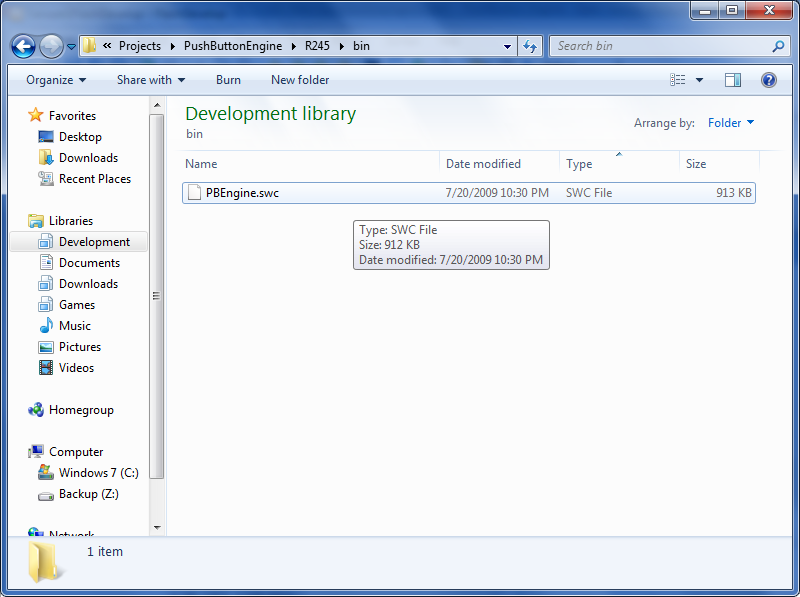 « Projects ▸ PushButtonEngine ▸ R245 ▸ bin
Search bin
Organize Share with Burn New folder
Favorites
Desktop
Downloads
Recent Places
Libraries
Development
Documents
Downloads
Games
Music
Pictures
Videos
Homegroup
Computer
Windows 7 (C:)
Backup (Z:)
Network
Development library
bin
Arrange by: Folder
Name Date modified Type Size
PBEngine.swc 7/20/2009 10:30 PM SWC File 913 KB
Type: SWC File
Size: 912 KB
Date modified: 7/20/2009 10:30 PM
1 item